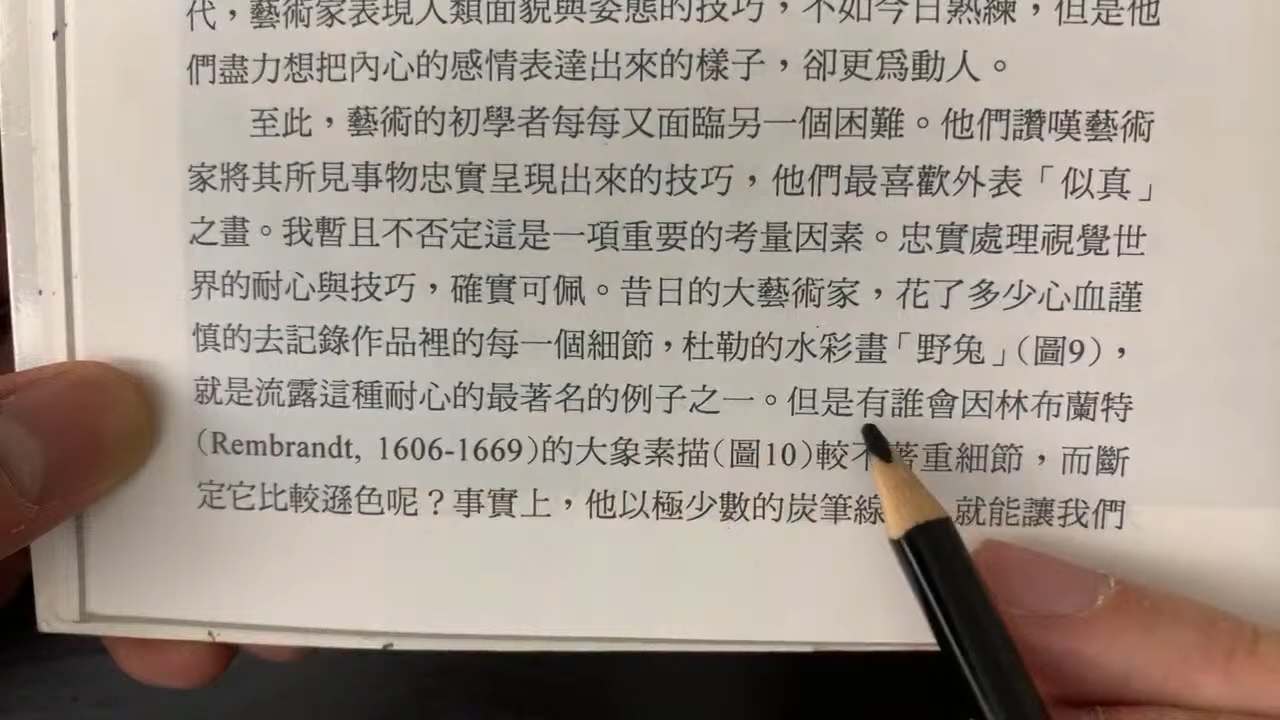 代，藝術家表現人類面貌與姿態的技巧，不如今日熟練，但是他
們盡力想把內心的感情表達出來的樣子，卻更爲動人。
至此，藝術的初學者每每又面臨另一個困難。他們讚嘆藝術
家將其所見事物忠實呈現出來的技巧，他們最喜歡外表「似真」
之畫。我暫且不否定這是一項重要的考量因素。忠實處理視覺世
界的耐心與技巧，確實可佩。昔日的大藝術家，花了多少心血謹
慎的去記錄作品裡的每一個細節，杜勒的水彩畫「野兔」（圖9），
就是流露這種耐心的最著名的例子之一。但是有誰會因林布蘭特
（Rembrandt, 1606-1669）的大象素描（圖10）較不著重細節，而斷
定它比較遜色呢？事實上，他以極少數的炭筆線 就能讓我們